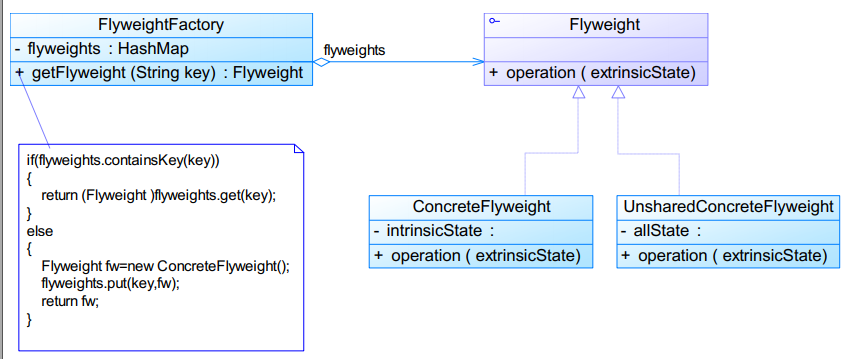 FlyweightFactory
- flyweights : HashMap
+ getFlyweight (String key) : Flyweight
flyweights
Flyweight
+ operation ( extrinsicState)
if(flyweights.containsKey(key))
{
return (Flyweight )flyweights.get(key);
}
else
{
Flyweight fw=new ConcreteFlyweight();
flyweights.put(key,fw);
return fw;
}
ConcreteFlyweight
- intrinsicState :
+ operation ( extrinsicState)
UnsharedConcreteFlyweight
- allState :
+ operation ( extrinsicState)